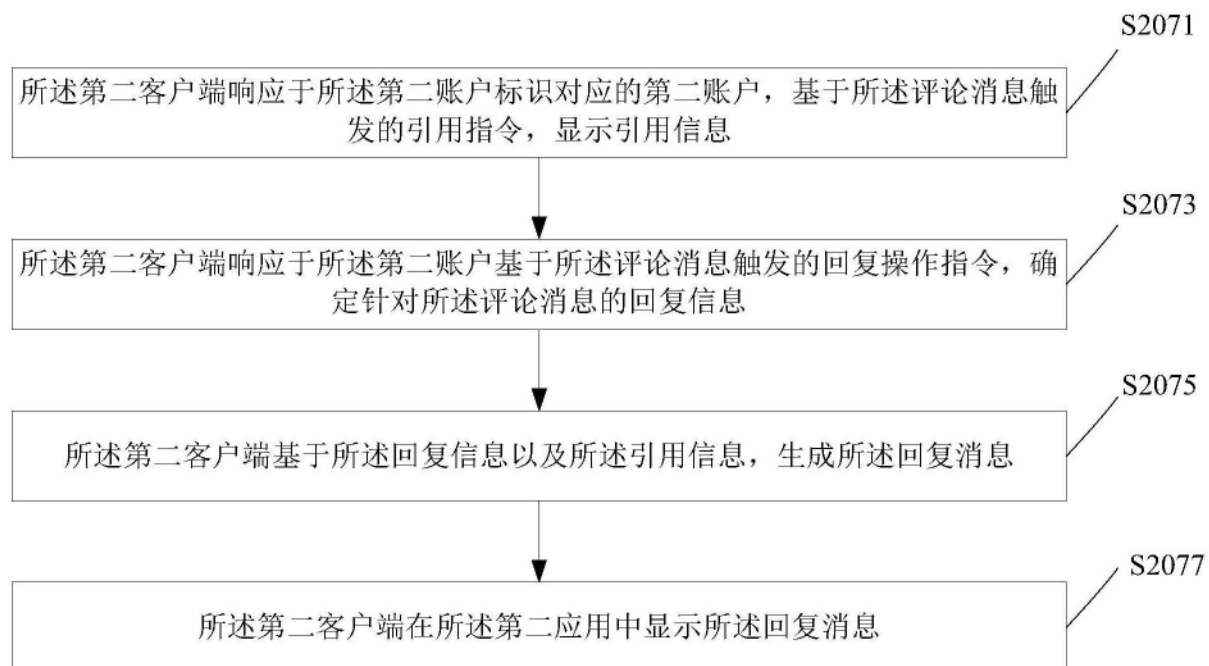 S2071
所述第二客户端响应于所述第二账户标识对应的第二账户，基于所述评论消息触
发的引用指令，显示引用信息
S2073
所述第二客户端响应于所述第二账户基于所述评论消息触发的回复操作指令，确
定针对所述评论消息的回复信息
S2075
所述第二客户端基于所述回复信息以及所述引用信息，生成所述回复消息
S2077
所述第二客户端在所述第二应用中显示所述回复消息